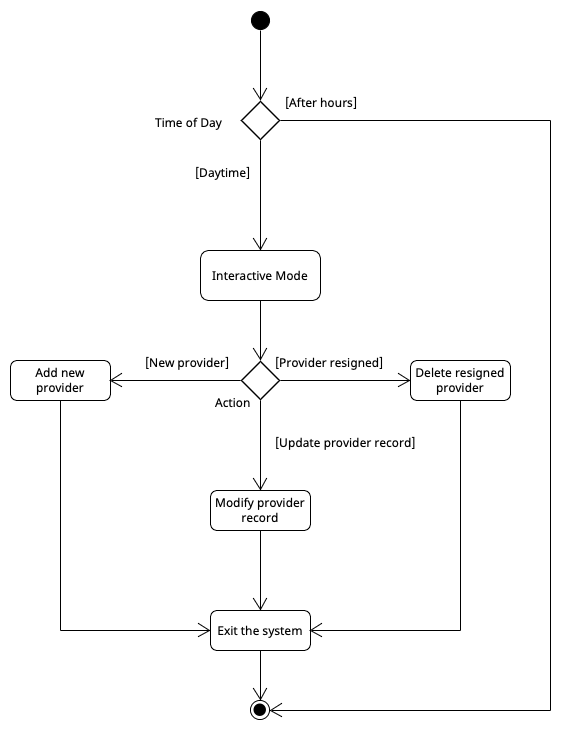 [After hours]
Time of Day
[Daytime]
Interactive Mode
[New provider]
[Provider resigned]
Add new
provider
Delete resigned
provider
Action
[Update provider record]
Modify provider
record
Exit the system